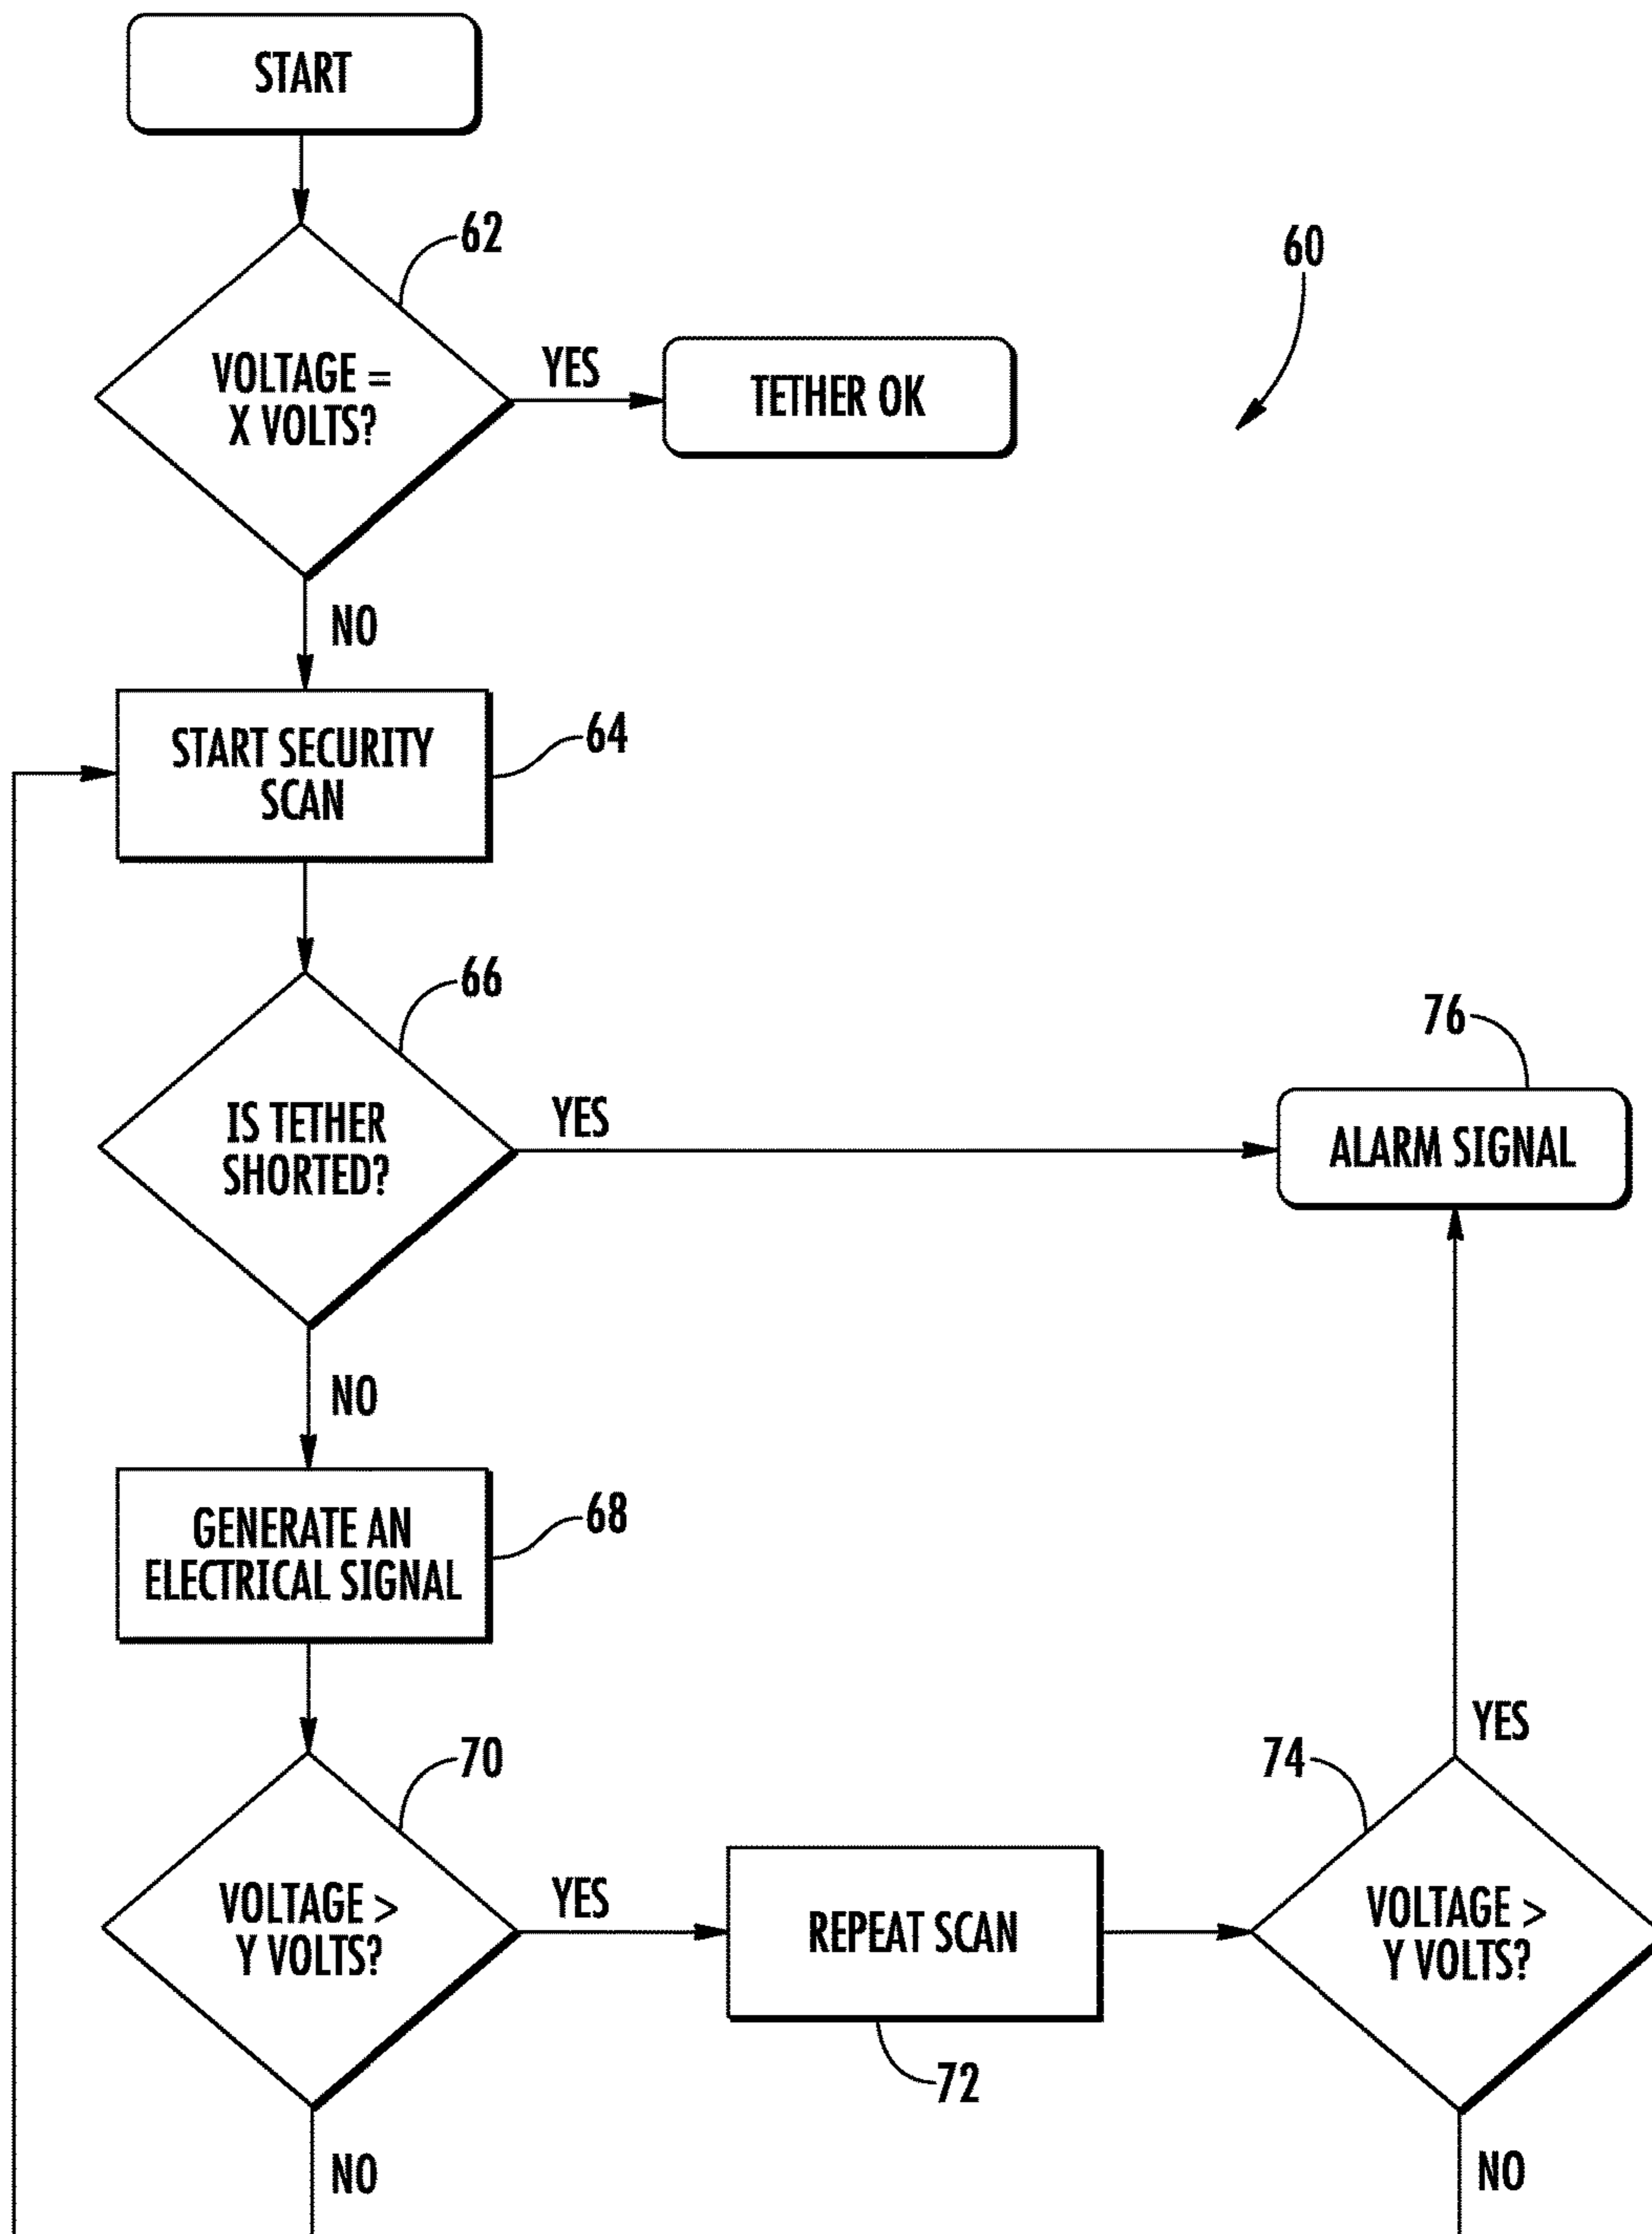 START
62
60
VOLTAGE =
X VOLTS?
YES
TETHER OK
NO
START SECURITY
SCAN
64
66
76
IS TETHER
SHORTED?
YES
ALARM SIGNAL
NO
GENERATE AN
ELECTRICAL SIGNAL
68
YES
70
74
VOLTAGE >
Y VOLTS?
YES
REPEAT SCAN
VOLTAGE >
Y VOLTS?
72
NO
NO